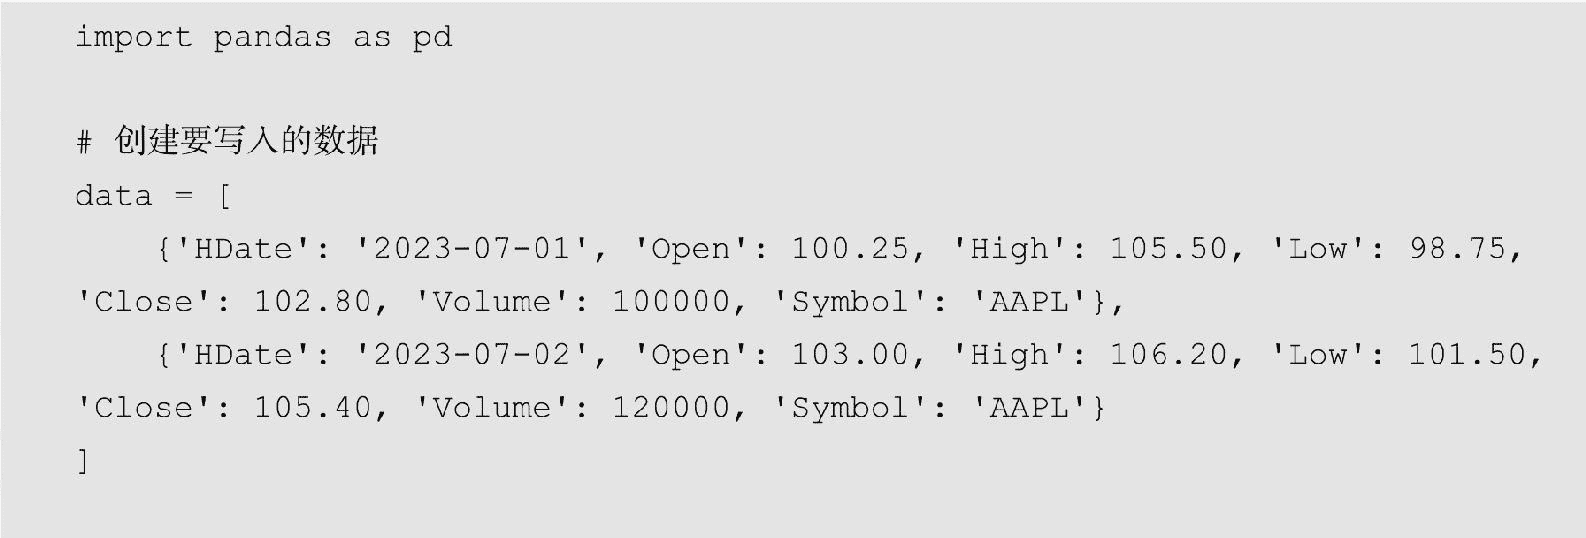 import pandas as pd
# 创建要写入的数据
data = [
    {'HDate': '2023-07-01', 'Open': 100.25, 'High': 105.50, 'Low': 98.75,
'Close': 102.80, 'Volume': 100000, 'Symbol': 'AAPL'},
    {'HDate': '2023-07-02', 'Open': 103.00, 'High': 106.20, 'Low': 101.50,
'Close': 105.40, 'Volume': 120000, 'Symbol': 'AAPL'}
]